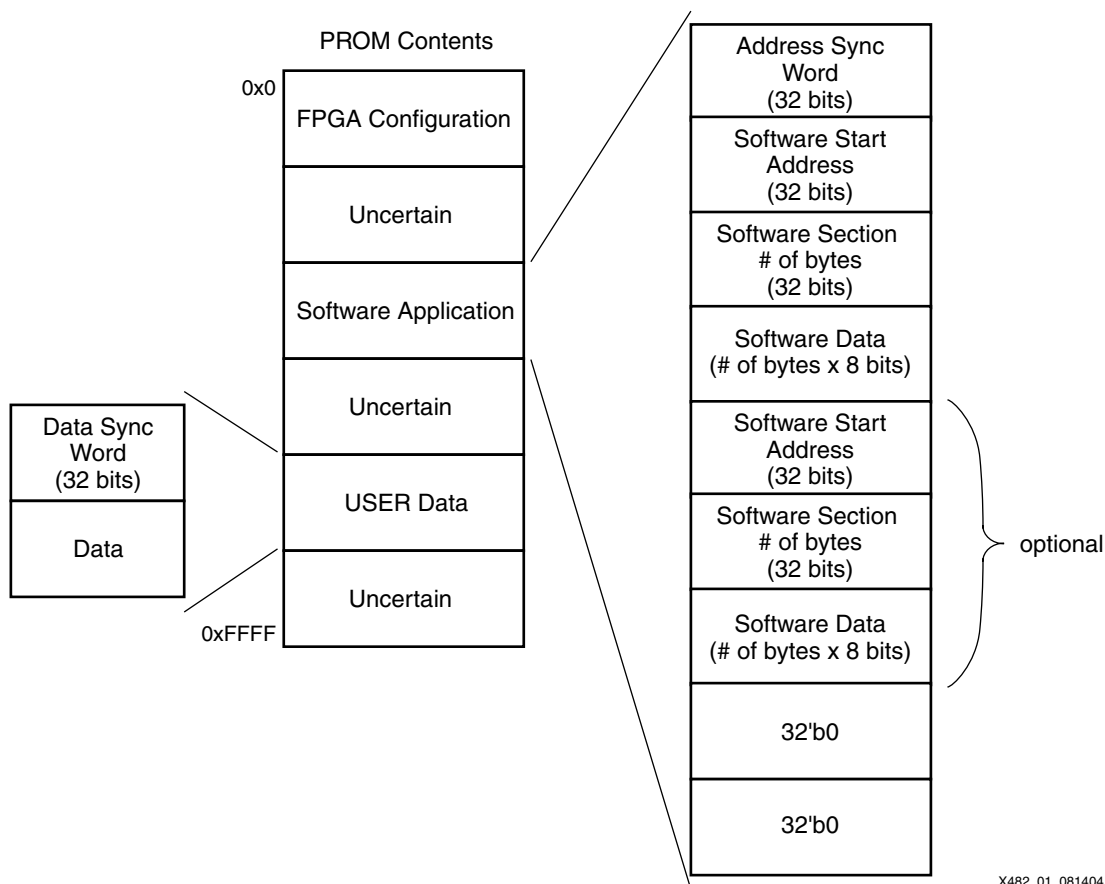 PROM Contents
0x0
FPGA Configuration
Uncertain
Software Application
Uncertain
USER Data
Uncertain
0xFFFF
Data Sync
Word
(32 bits)
Data
Address Sync
Word
(32 bits)
Software Start
Address
(32 bits)
Software Section
# of bytes
(32 bits)
Software Data
(# of bytes x 8 bits)
Software Start
Address
(32 bits)
Software Section
# of bytes
(32 bits)
Software Data
(# of bytes x 8 bits)
32'b0
32'b0
optional
X482_01_081404